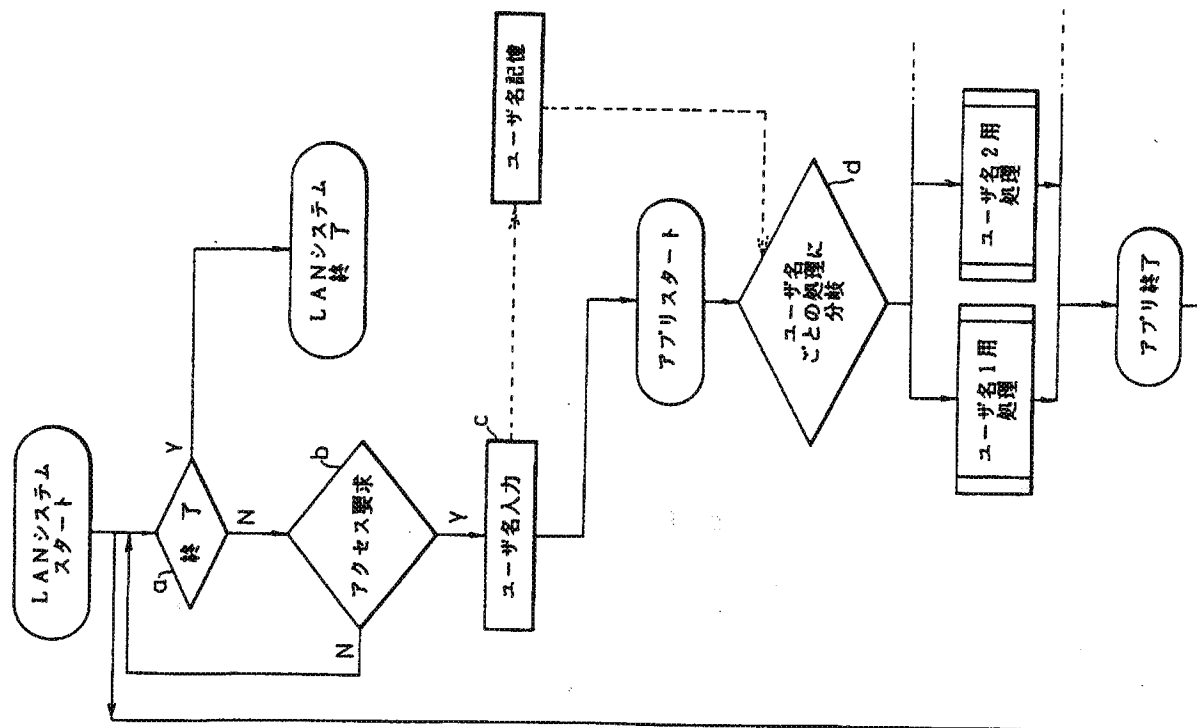 LANシステム
スタート
a
終 了
Y
N
LANシステム
終了
b
アクセス要求
N
Y
c
ユーザ名入力
ユーザ名記憶
アプリスタート
d
ユーザ名
ごとの処理に
分岐
ユーザ名1用
処理
ユーザ名2用
処理
アプリ終了